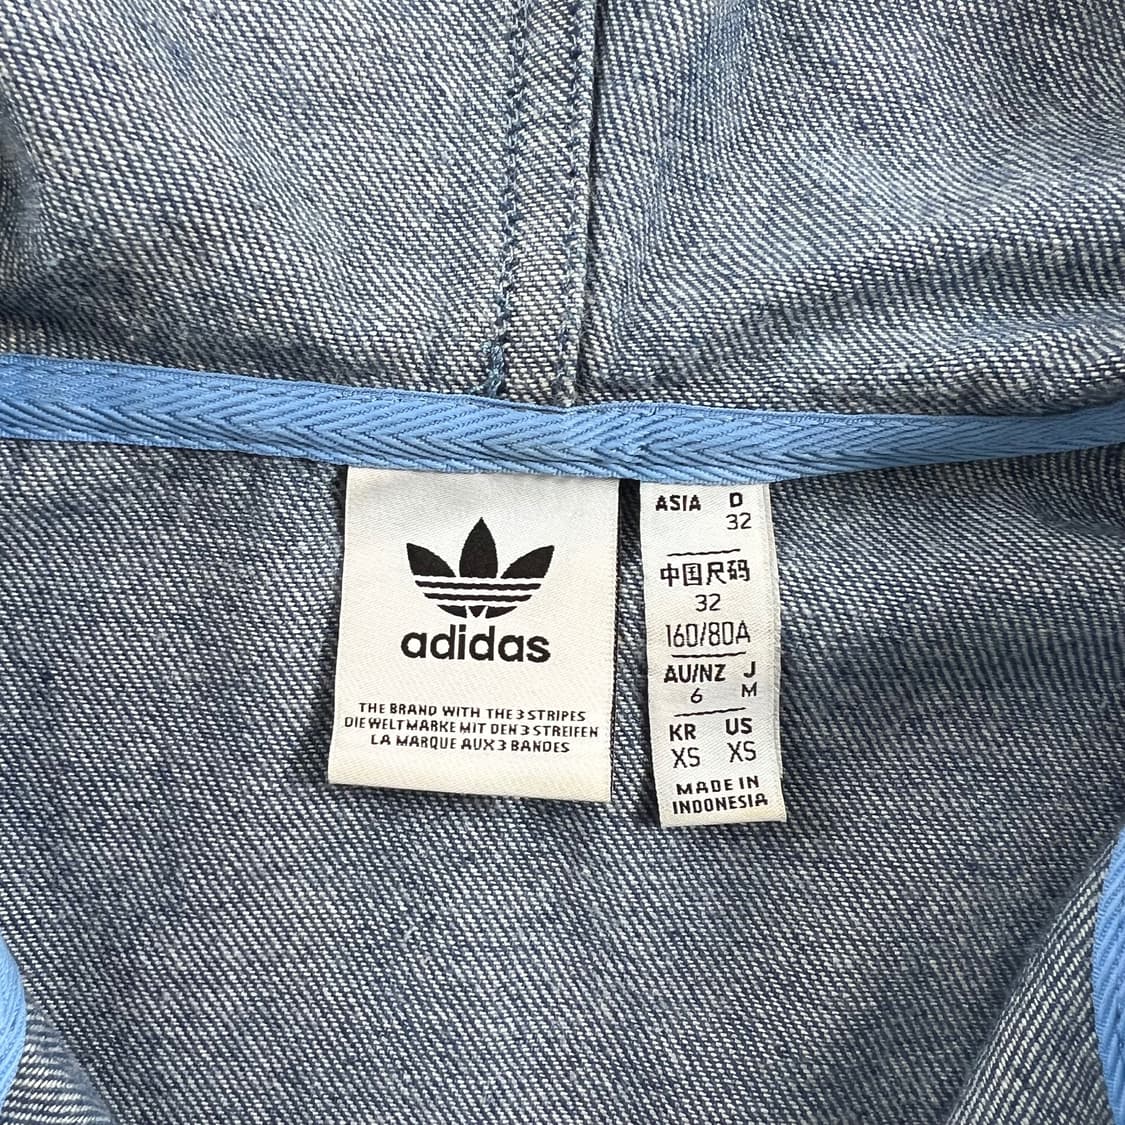 adidas
THE BRAND WITH THE 3 STRIPES
DIE WELTMARKE MIT DEN 3 STREIFEN
LA MARQUE AUX 3 BANDES
ASIA D
32
中国尺码
32
160/80A
AU/NZ J
6 M
KR US
XS XS
MADE IN
INDONESIA